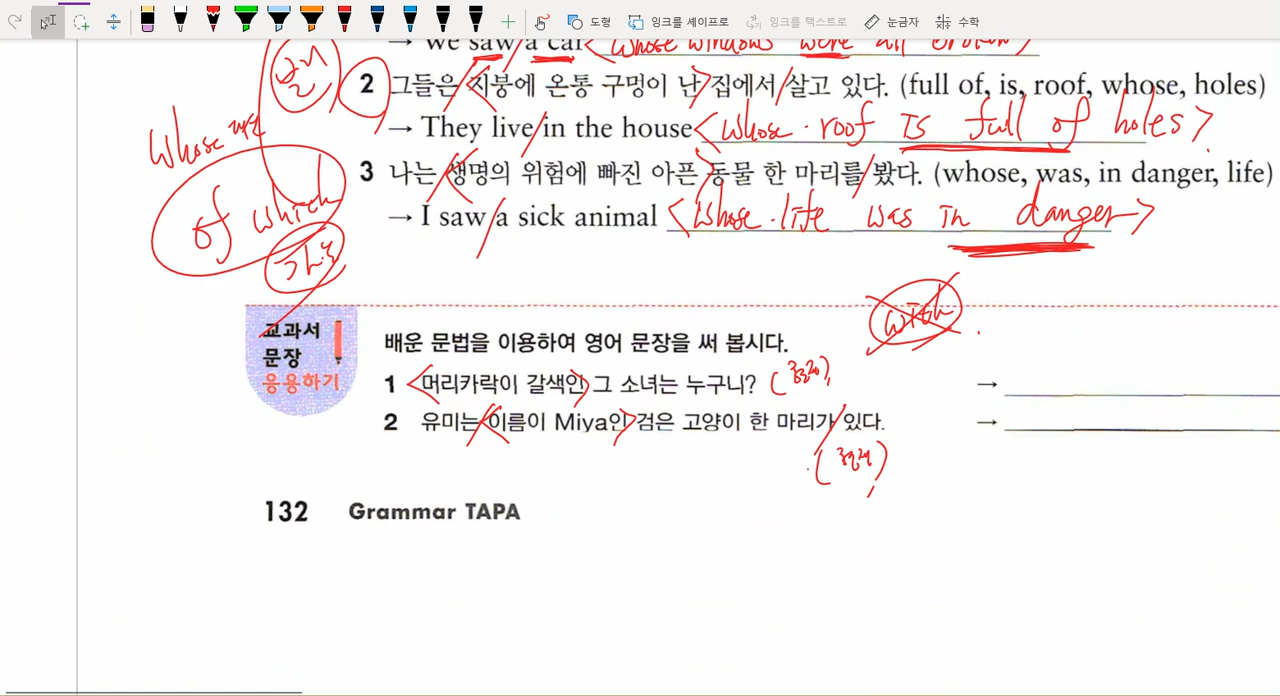 도형 잉크를 셰이프로 잉크를 텍스트로 눈금자 수학
→ we saw a car <whose windows were all broken>
2 그들은 지붕에 온통 구멍이 난 집에서 살고 있다. (full of, is, roof, whose, holes)
→ They live in the house <whose roof is full of holes>
whose
3 나는 생명의 위험에 빠진 아픈 동물 한 마리를 봤다. (whose, was, in danger, life)
of which
→ I saw a sick animal <whose life was in danger>
with
교과서 문장 응용하기
배운 문법을 이용하여 영어 문장을 써 봅시다.
1 <머리카락이 갈색인> 그 소녀는 누구니? (현재) →
2 유미는 <이름이 Miya인> 검은 고양이 한 마리가 있다. →
(현재)
132 Grammar TAPA